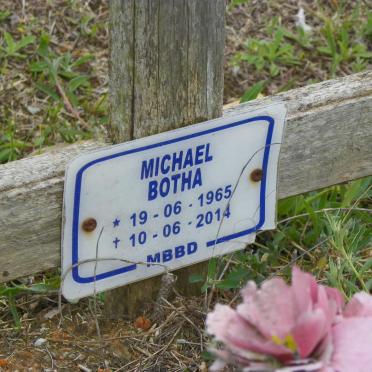 MICHAEL
BOTHA
★ 19 - 06 - 1965
✝ 10 - 06 - 2014
MBBD